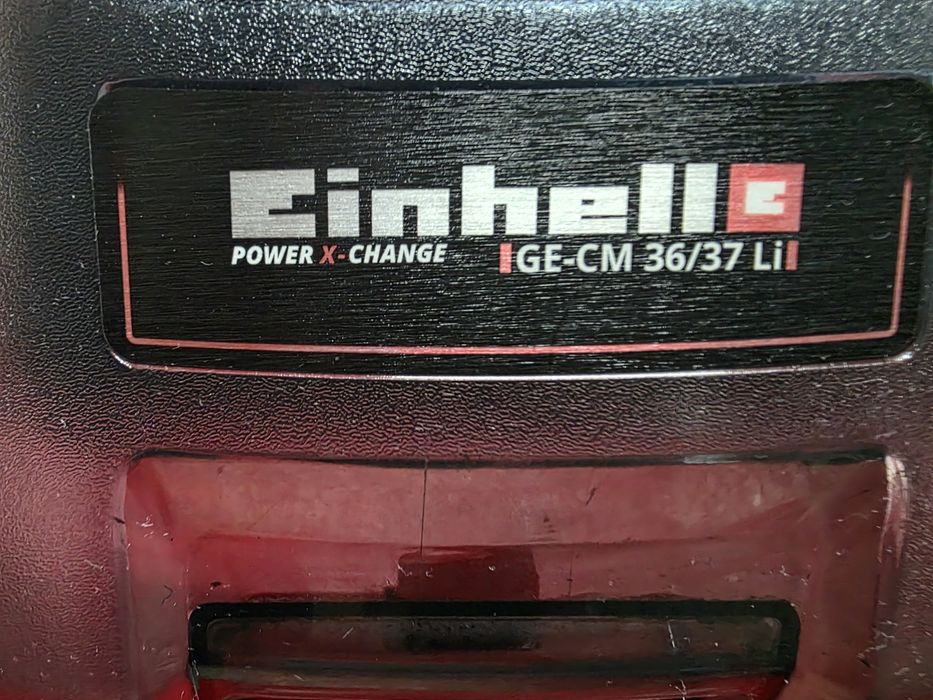 Einhell
POWER X-CHANGE GE-CM 36/37 Li